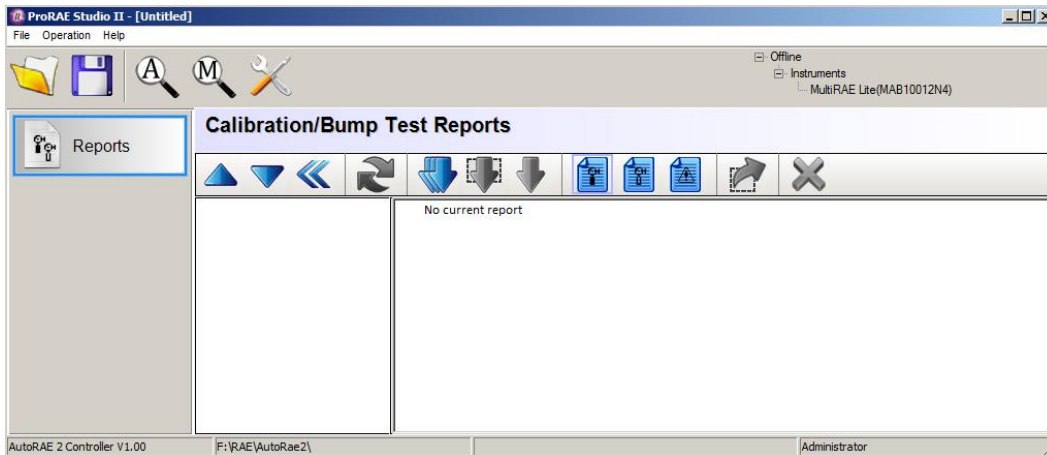 ProRAE Studio II - [Untitled]
File Operation Help
A
M
Offline
Instruments
MultiRAE Lite(MAB10012N4)
Reports
Calibration/Bump Test Reports
No current report
AutoRAE 2 Controller V1.00
F:\RAE\AutoRae2\
Administrator